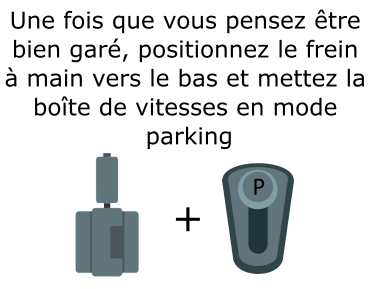 Une fois que vous pensez être
bien garé, positionnez le frein
à main vers le bas et mettez la
boîte de vitesses en mode
parking
+
P